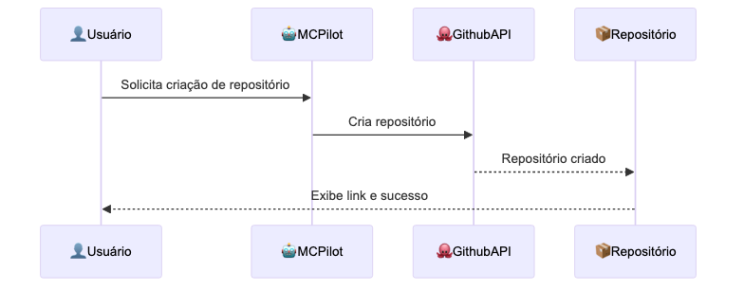 👤Usuário
🤖MCPilot
🐙GithubAPI
📦Repositório
Solicita criação de repositório
Cria repositório
Repositório criado
Exibe link e sucesso
👤Usuário
🤖MCPilot
🐙GithubAPI
📦Repositório